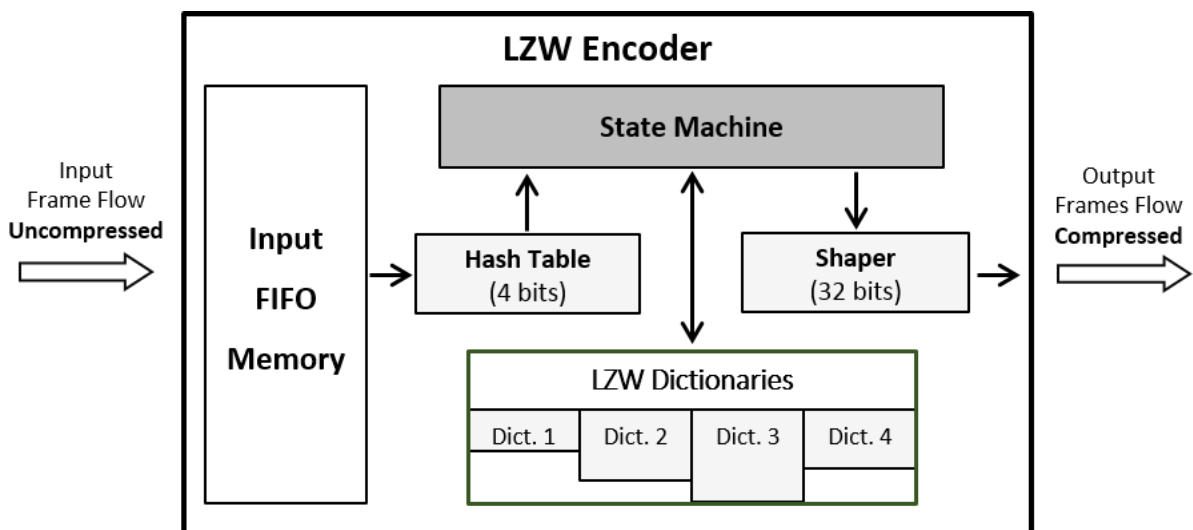 LZW Encoder
State Machine
Input
Frame Flow
Uncompressed
Input
FIFO
Memory
Hash Table
(4 bits)
Shaper
(32 bits)
Output
Frames Flow
Compressed
LZW Dictionaries
Dict. 1
Dict. 2
Dict. 3
Dict. 4